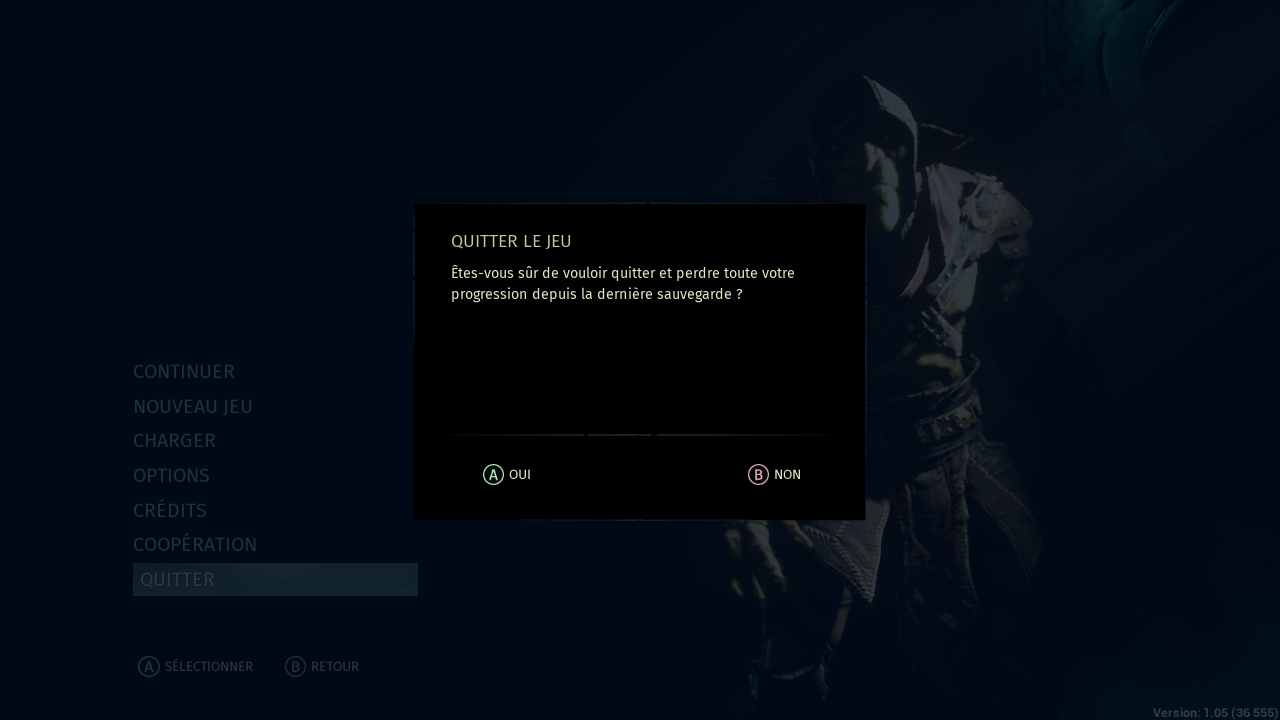 QUITTER LE JEU
Êtes-vous sûr de vouloir quitter et perdre toute votre
progression depuis la dernière sauvegarde ?
A OUI
B NON
CONTINUER
NOUVEAU JEU
CHARGER
OPTIONS
CRÉDITS
COOPÉRATION
QUITTER
A SÉLECTIONNER
B RETOUR
Version: 1.05 (36 555)